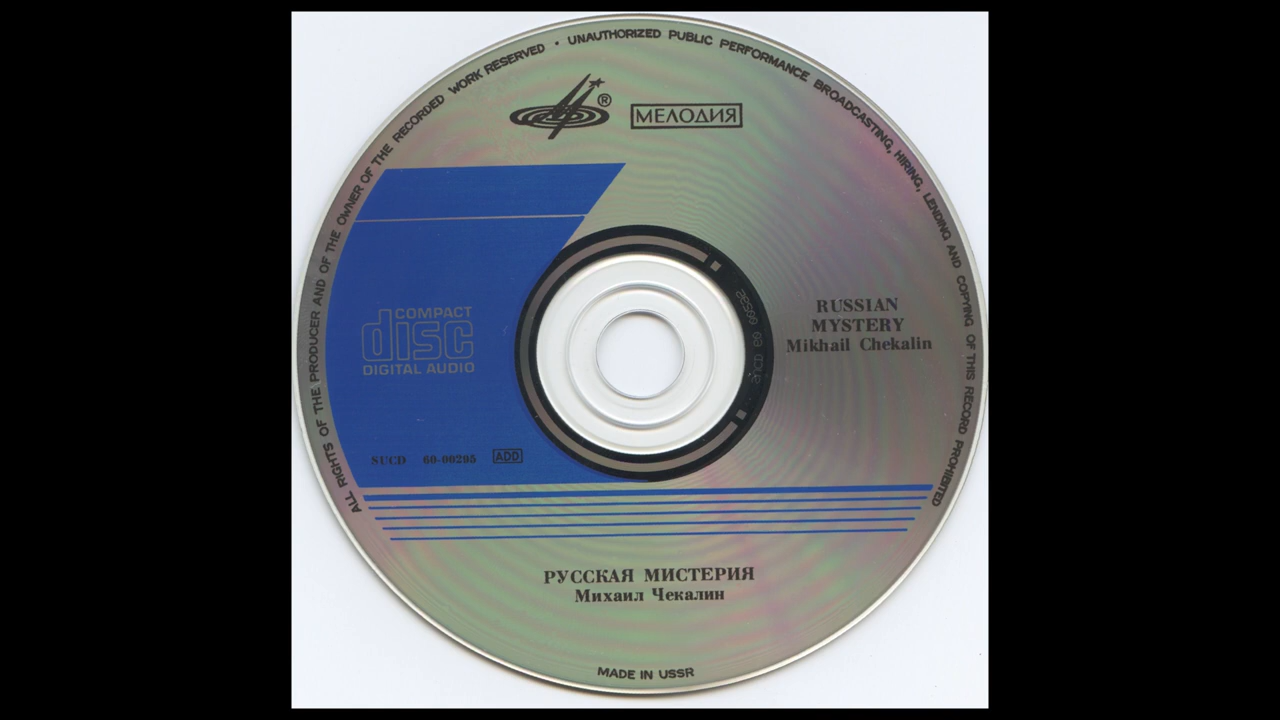 ALL RIGHTS OF THE PRODUCER AND OF THE OWNER OF THE RECORDED WORK RESERVED · UNAUTHORIZED PUBLIC PERFORMANCE BROADCASTING, HIRING, LENDING AND COPYING OF THIS RECORD PROHIBITED
® МЕЛОДИЯ
RUSSIAN
MYSTERY
Mikhail Chekalin
COMPACT
disc
DIGITAL AUDIO
SUCD 60-00295 ADD
РУССКАЯ МИСТЕРИЯ
Михаил Чекалин
MADE IN USSR